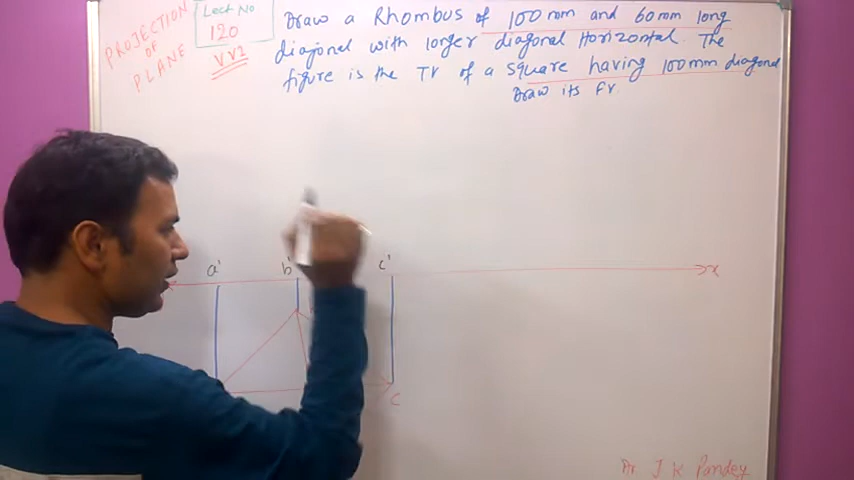 PROJECTION
OF
PLANE
Lect No
120
VV2
Draw a Rhombus of 100mm and 60mm long
diagonal with longer diagonal Horizontal. The
figure is the TV of a square having 100mm diagonal
Draw its FV.
a' b' c'
x
c
Dr J K Pandey